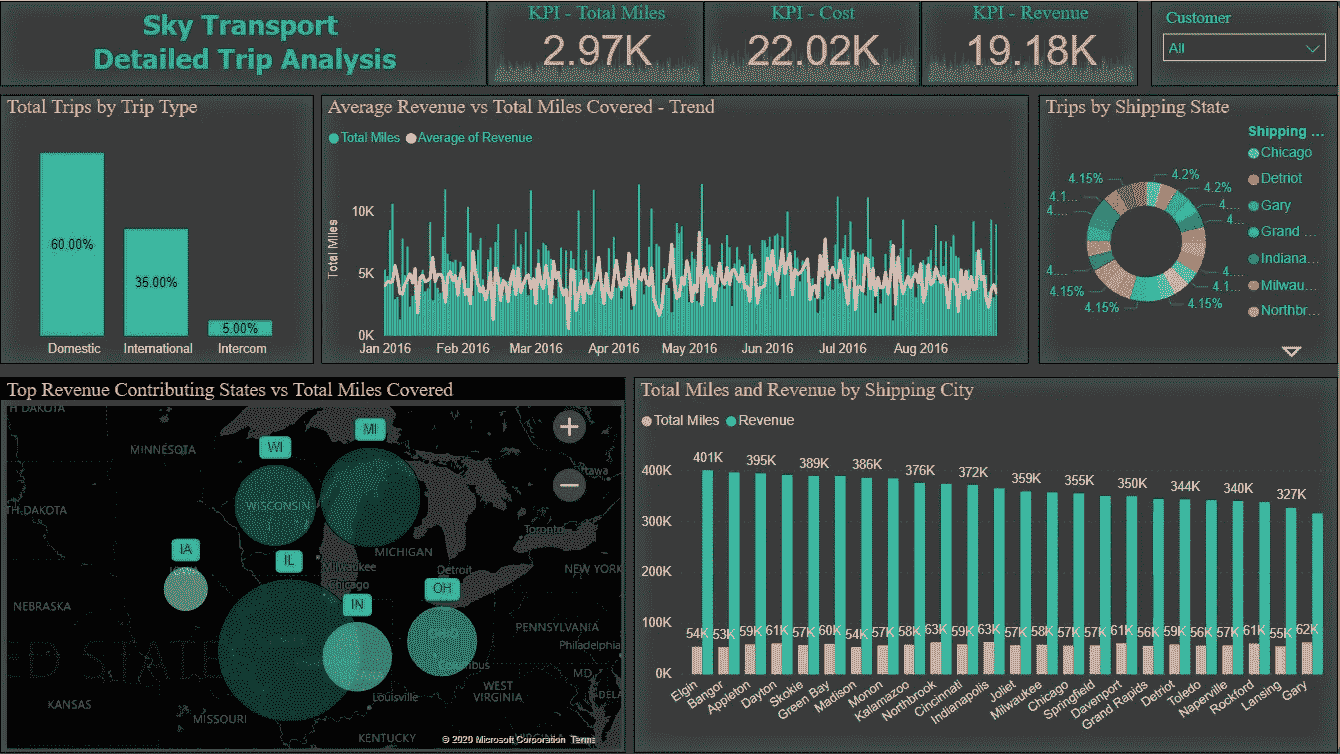 Sky Transport
Detailed Trip Analysis
KPI - Total Miles
2.97K
KPI - Cost
22.02K
KPI - Revenue
19.18K
Customer
All
Total Trips by Trip Type
60.00%
35.00%
5.00%
Domestic International Intercom
Average Revenue vs Total Miles Covered - Trend
Total Miles Average of Revenue
Total Miles
10K
5K
0K
Jan 2016 Feb 2016 Mar 2016 Apr 2016 May 2016 Jun 2016 Jul 2016 Aug 2016
Trips by Shipping State
Shipping ...
Chicago
Detriot
Gary
Grand ...
Indiana...
Milwau...
Northbr...
4.15% 4.2%
4.1... 4.2%
4.... 4....
4....
4.... 4....
4.15% 4.1...
4.15% 4.15%
Top Revenue Contributing States vs Total Miles Covered
H DAKOTA
MINNESOTA
WI
MI
WISCONSIN
TH DAKOTA
Toronto
IA
IL
MICHIGAN
Milwaukee
Detroit
Chicago
NEW YORK
OH
IN
NEBRASKA
OHIO
PENNSYLVANIA
Philadelphia
ED STATE
Columbus
MD
DELA
Louisville
WEST
VIRGINIA
KANSAS
MISSOURI
KENTUCKY
VIRGINIA
© 2020 Microsoft Corporation Terms
Total Miles and Revenue by Shipping City
Total Miles Revenue
400K
300K
200K
100K
0K
401K 395K 389K 386K 376K 372K 359K 355K 350K 344K 340K 327K
54K 53K 59K 61K 57K 60K 54K 57K 58K 63K 59K 63K 57K 58K 57K 57K 61K 56K 59K 56K 57K 61K 55K 62K
Elgin Bangor Appleton Dayton Skokie Green Bay Madison Monon Kalamazoo Northbrook Cincinnati Indianapolis Joliet Milwaukee Chicago Springfield Davenport Grand Rapids Detriot Toledo Naperville Rockford Lansing Gary